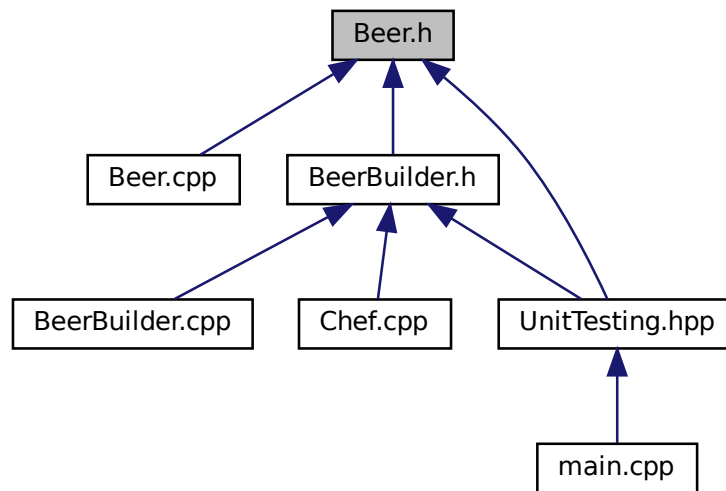 Beer.h
Beer.cpp
BeerBuilder.h
BeerBuilder.cpp
Chef.cpp
UnitTesting.hpp
main.cpp